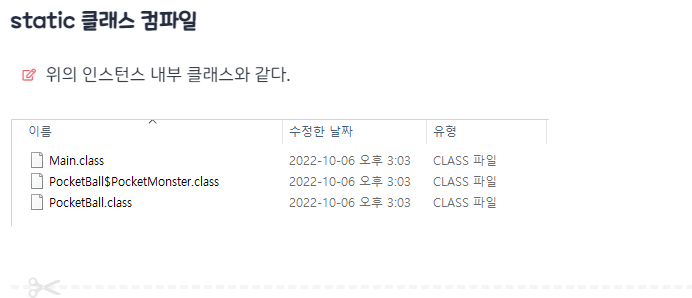 static 클래스 컴파일
위의 인스턴스 내부 클래스와 같다.
이름 수정한 날짜 유형
Main.class 2022-10-06 오후 3:03 CLASS 파일
PocketBall$PocketMonster.class 2022-10-06 오후 3:03 CLASS 파일
PocketBall.class 2022-10-06 오후 3:03 CLASS 파일